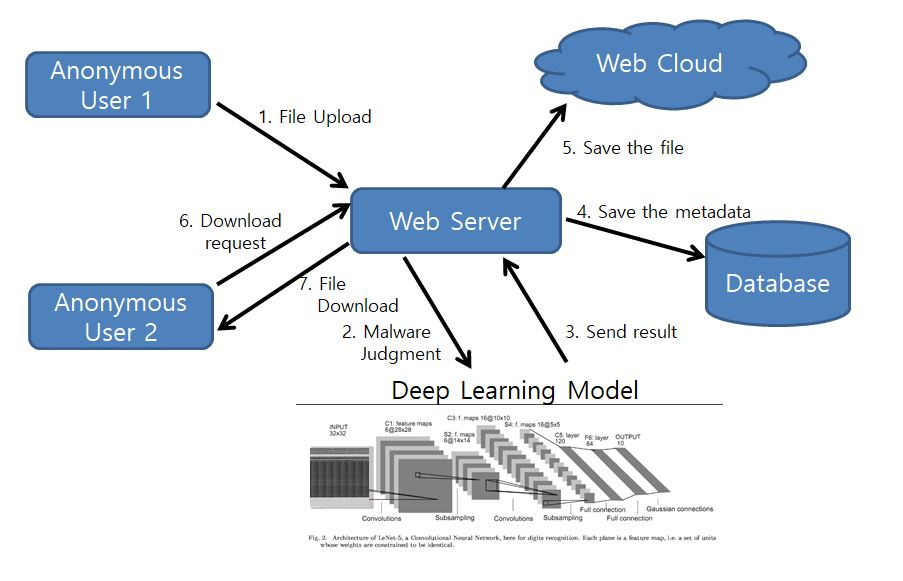 Anonymous
User 1
Web Cloud
1. File Upload
5. Save the file
6. Download
request
Web Server
4. Save the metadata
Anonymous
User 2
7. File
Download
Database
2. Malware
Judgment
3. Send result
Deep Learning Model
INPUT
32x32
C1: feature maps
6@28x28
C3: f. maps 16@10x10
S2: f. maps
6@14x14
S4: f. maps 16@5x5
C5: layer
120
F6: layer
84
OUTPUT
10
Convolutions
Subsampling
Convolutions
Subsampling
Full connection
Full connection
Gaussian connections
Fig. 2. Architecture of LeNet-5, a Convolutional Neural Network, here for digits recognition. Each plane is a feature map, i.e. a set of units
whose weights are constrained to be identical.